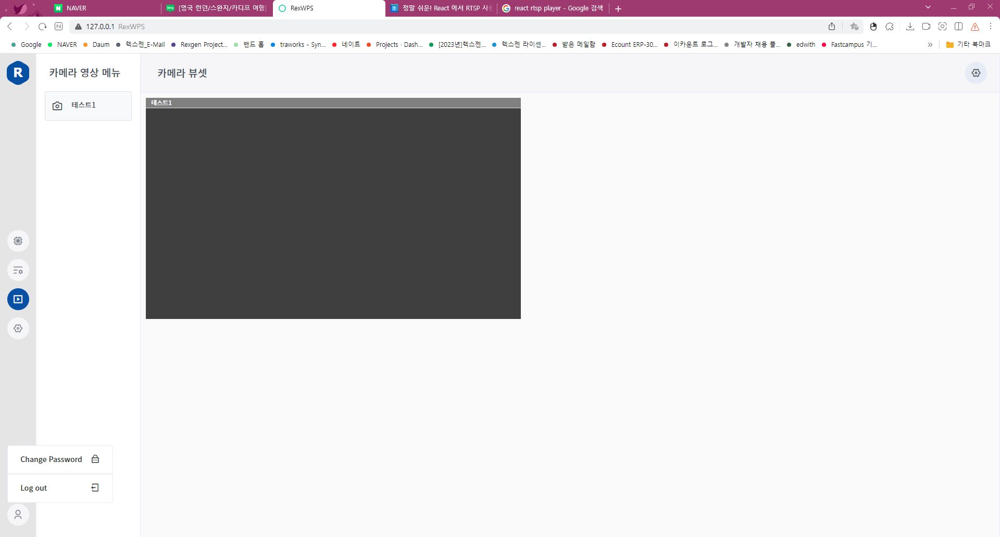 NAVER
[영국 런던/스완지/카디프 여행]
RexWPS
정말 쉬운! React 에서 RTSP 사용
react rtsp player - Google 검색
127.0.0.1 RexWPS
Google
NAVER
Daum
렉스젠_E-Mail
Rexgen Project...
밴드 홈
traworks - Syn...
네이트
Projects · Dash...
[2023년]렉스젠...
렉스젠 라이센...
받은 메일함
Ecount ERP-30...
이카운트 로그...
개발자 채용 플...
edwith
Fastcampus 기...
기타 북마크
R
카메라 영상 메뉴
카메라 뷰셋
테스트1
테스트1
Change Password
Log out